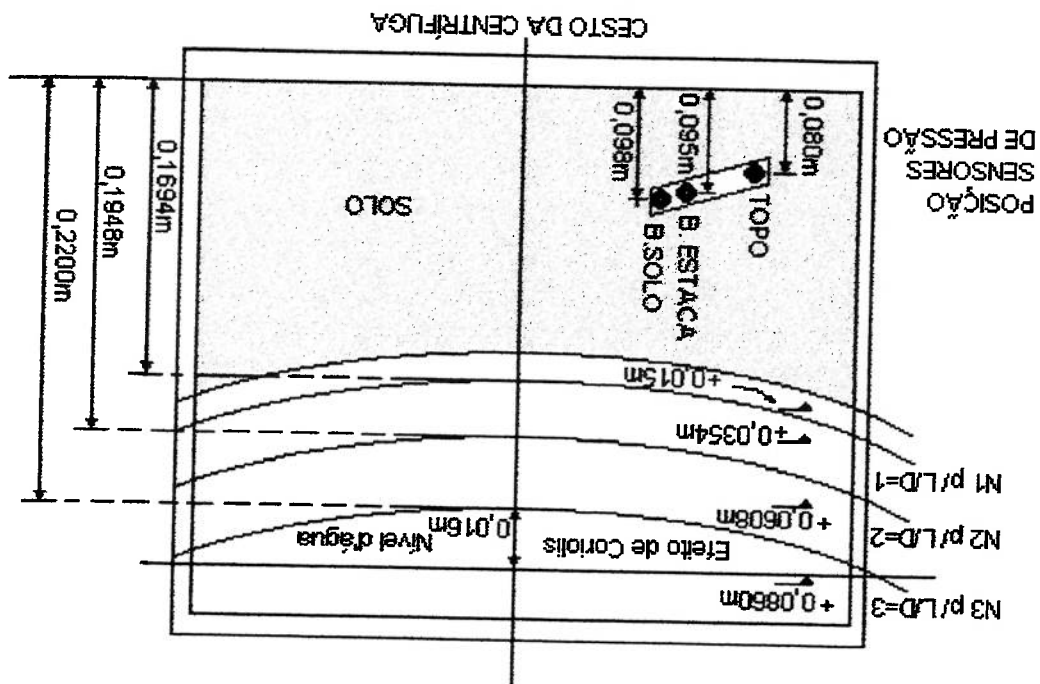 N3 p/ L/D=3
+ 0,0860m
Efeito de Coriolis
0,016m
Nível d'água
N2 p/ L/D=2
+ 0,0608m
N1 p/ L/D=1
+0,0354m
+0,015m
POSIÇÃO
SENSORES
DE PRESSÃO
TOPO
B. ESTACA
B.SOLO
0,080m
0,095m
0,098m
SOLO
0,1694m
0,1948m
0,2200m
CESTO DA CENTRÍFUGA